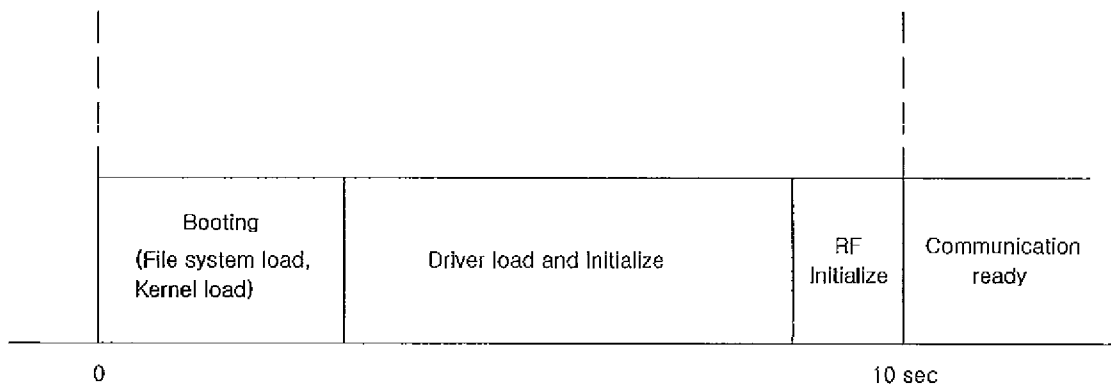 Booting
(File system load,
Kernel load)
Driver load and Initialize
RF
Initialize
Communication
ready
0
10 sec